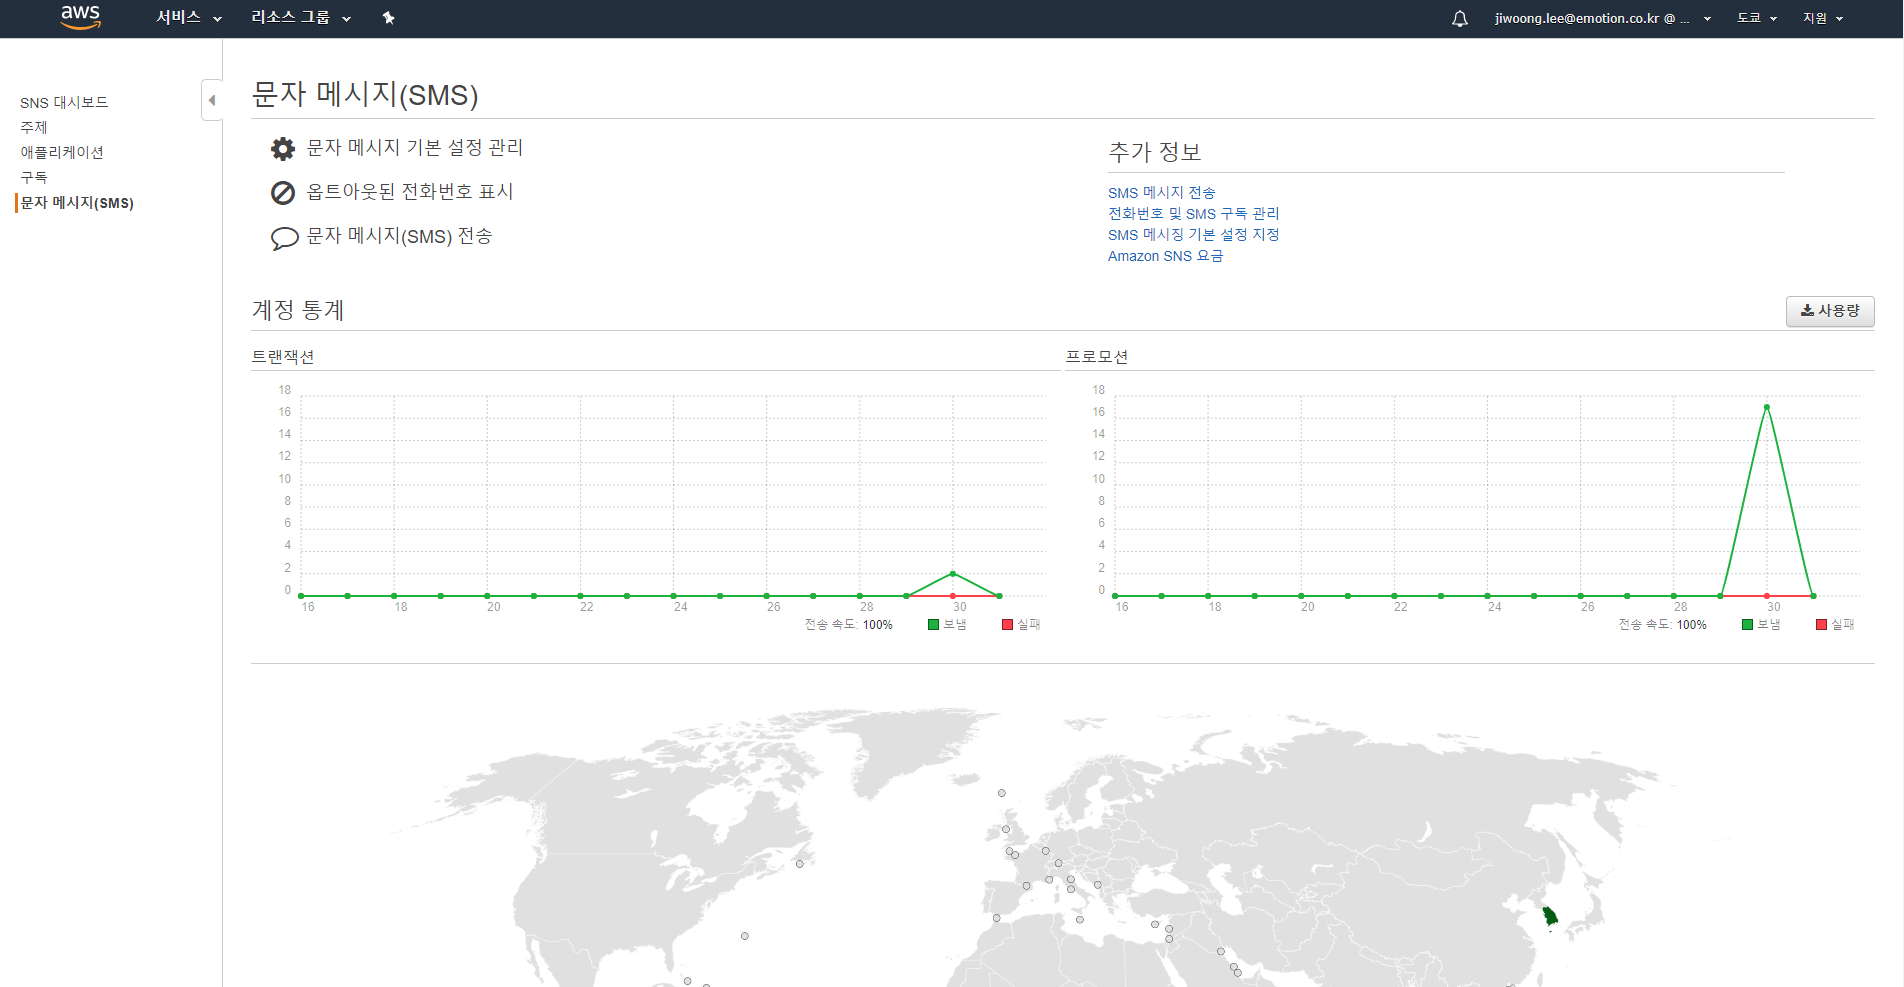 aws
서비스
리소스 그룹
jiwoong.lee@emotion.co.kr @ ...
도쿄
지원
SNS 대시보드
주제
애플리케이션
구독
문자 메시지(SMS)
문자 메시지(SMS)
문자 메시지 기본 설정 관리
옵트아웃된 전화번호 표시
문자 메시지(SMS) 전송
추가 정보
SMS 메시지 전송
전화번호 및 SMS 구독 관리
SMS 메시징 기본 설정 지정
Amazon SNS 요금
계정 통계
사용량
트랜잭션
18
16
14
12
10
8
6
4
2
0
16 18 20 22 24 26 28 30
전송 속도: 100% 보냄 실패
프로모션
18
16
14
12
10
8
6
4
2
0
16 18 20 22 24 26 28 30
전송 속도: 100% 보냄 실패